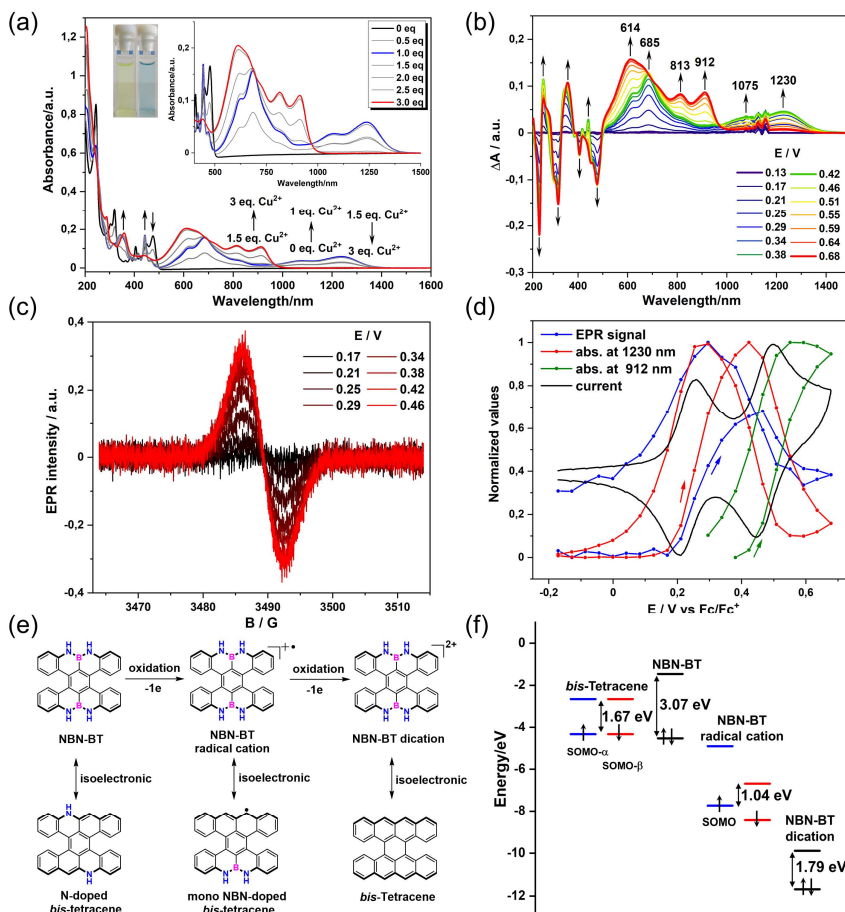 (a)
Absorbance/a.u.
2,0
1,8
1,6
1,4
1,2
1,0
0,8
0,6
0,4
0,2
0,0
200 400 600 800 1000 1200 1400 1600
Wavelength/nm
Absorbance/a.u.
0,2
0,1
0
500 750 1000 1250 1500
Wavelength/nm
0 eq
0.5 eq
1.0 eq
1.5 eq
2.0 eq
2.5 eq
3.0 eq
3 eq. Cu2+
1.5 eq. Cu2+
1 eq. Cu2+
0 eq. Cu2+
1.5 eq. Cu2+
3 eq. Cu2+
(b)
ΔA / a.u.
0,2
0,1
0,0
-0,1
-0,2
-0,3
614
685
813
912
1075
1230
E / V
0.13 0.42
0.17 0.46
0.21 0.51
0.25 0.55
0.29 0.59
0.34 0.64
0.38 0.68
200 400 600 800 1000 1200 1400
Wavelength/nm
(c)
EPR intensity / a.u.
0,4
0,2
0
-0,2
-0,4
E / V
0.17 0.34
0.21 0.38
0.25 0.42
0.29 0.46
3470 3480 3490 3500 3510
B / G
(d)
EPR signal
abs. at 1230 nm
abs. at 912 nm
current
Normalized values
1
0,8
0,6
0,4
0,2
0
-0,2 0 0,2 0,4 0,6
E / V vs Fc/Fc+
(e)
H H
N N
B
B
N N
H H
NBN-BT
oxidation
-1e
H H
N N
B
B
N N
H H
+•
NBN-BT
radical cation
oxidation
-1e
H H
N N
B
B
N N
H H
2+
NBN-BT dication
isoelectronic
isoelectronic
isoelectronic
H
N
N
H
N-doped
bis-tetracene
B
N N
H H
mono NBN-doped
bis-tetracene
bis-Tetracene
(f)
Energy/eV
-2
-4
-6
-8
-10
-12
bis-Tetracene
1.67 eV
SOMO-α
SOMO-β
NBN-BT
3.07 eV
NBN-BT
radical cation
1.04 eV
SOMO
NBN-BT
dication
1.79 eV